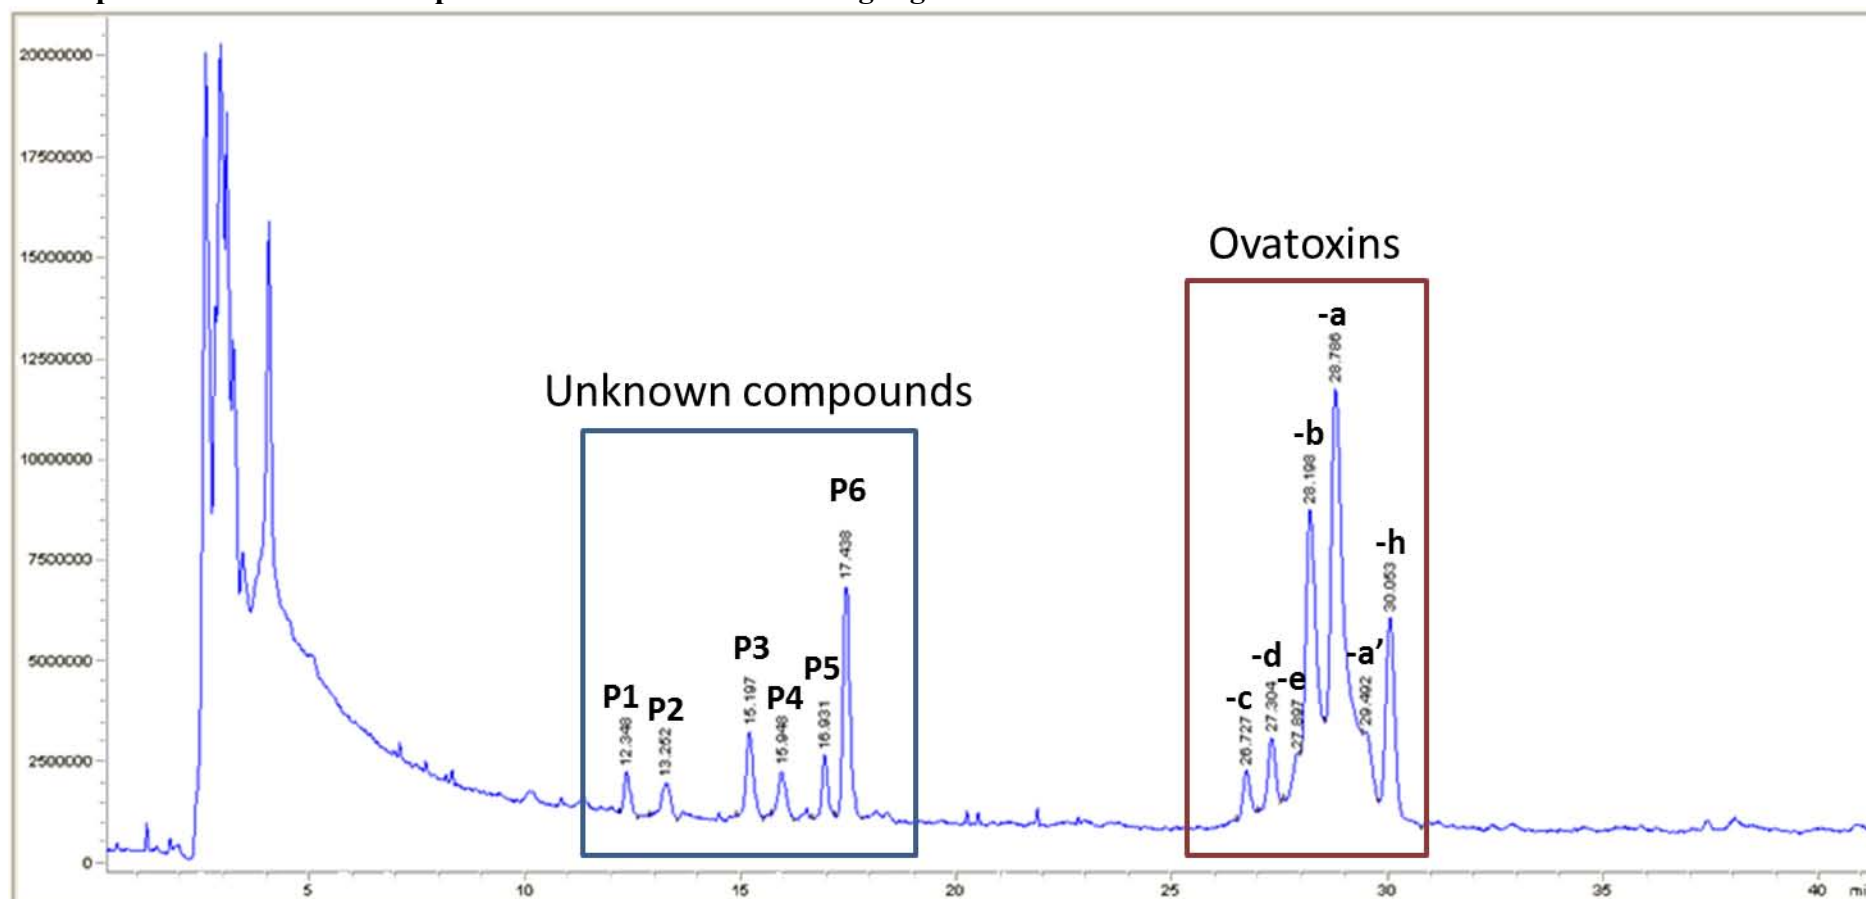 20000000
17500000
15000000
12500000
10000000
7500000
5000000
2500000
0
Ovatoxins
-a
28.786
-b
28.198
-h
30.053
-a’
29.492
-d
27.304
-e
27.897
-c
26.727
Unknown compounds
P6
17.438
P3
15.197
P5
16.931
P4
15.948
P1
12.348
P2
13.252
5 10 15 20 25 30 35 40